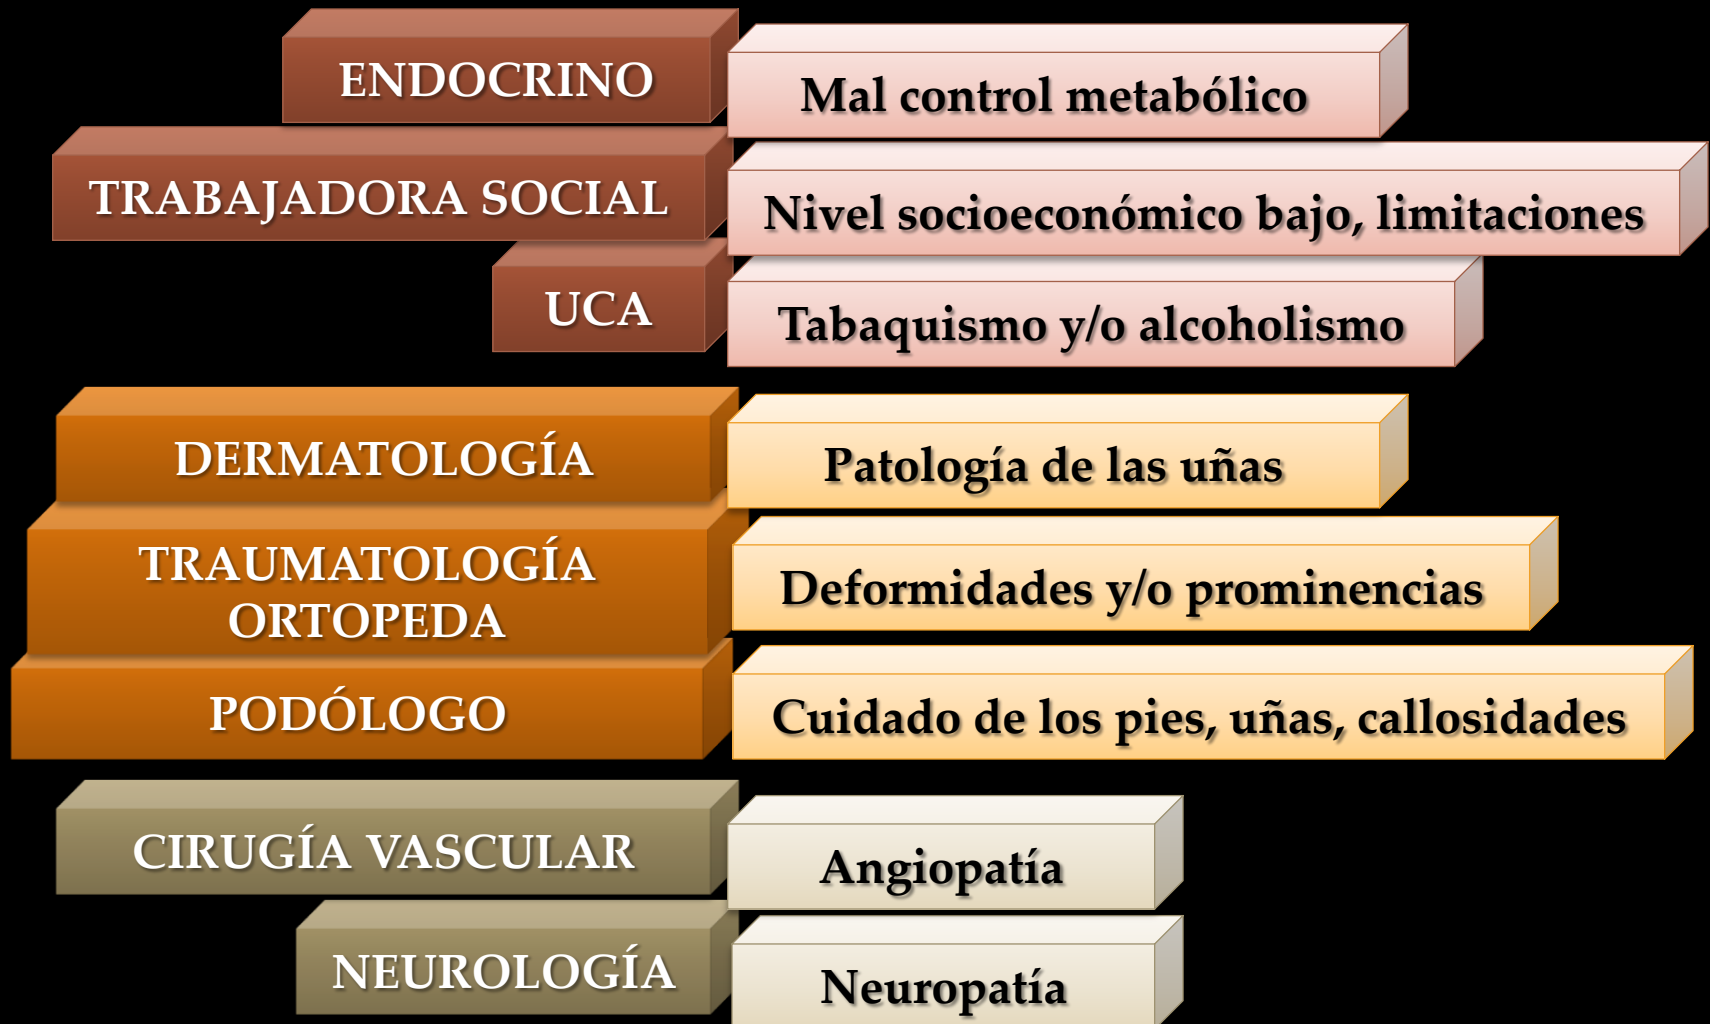 ENDOCRINO
Mal control metabólico
TRABAJADORA SOCIAL
Nivel socioeconómico bajo, limitaciones
UCA
Tabaquismo y/o alcoholismo
DERMATOLOGÍA
Patología de las uñas
TRAUMATOLOGÍA
ORTOPEDA
Deformidades y/o prominencias
PODÓLOGO
Cuidado de los pies, uñas, callosidades
CIRUGÍA VASCULAR
Angiopatía
NEUROLOGÍA
Neuropatía